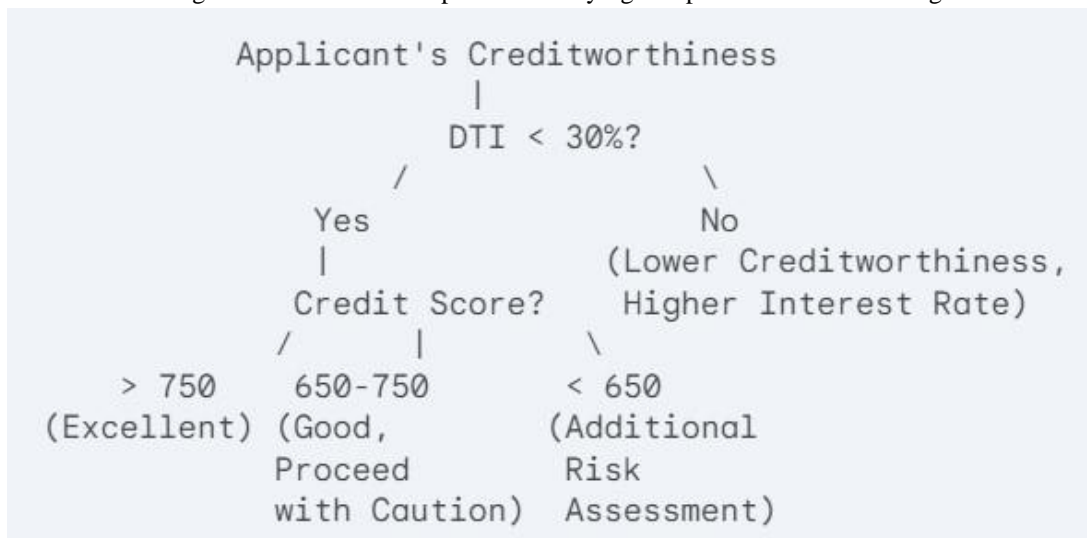 Applicant's Creditworthiness
|
DTI < 30%?
/ \
Yes No
| (Lower Creditworthiness,
Credit Score? Higher Interest Rate)
/ | \
> 750 650-750 < 650
(Excellent) (Good, (Additional
Proceed Risk
with Caution) Assessment)